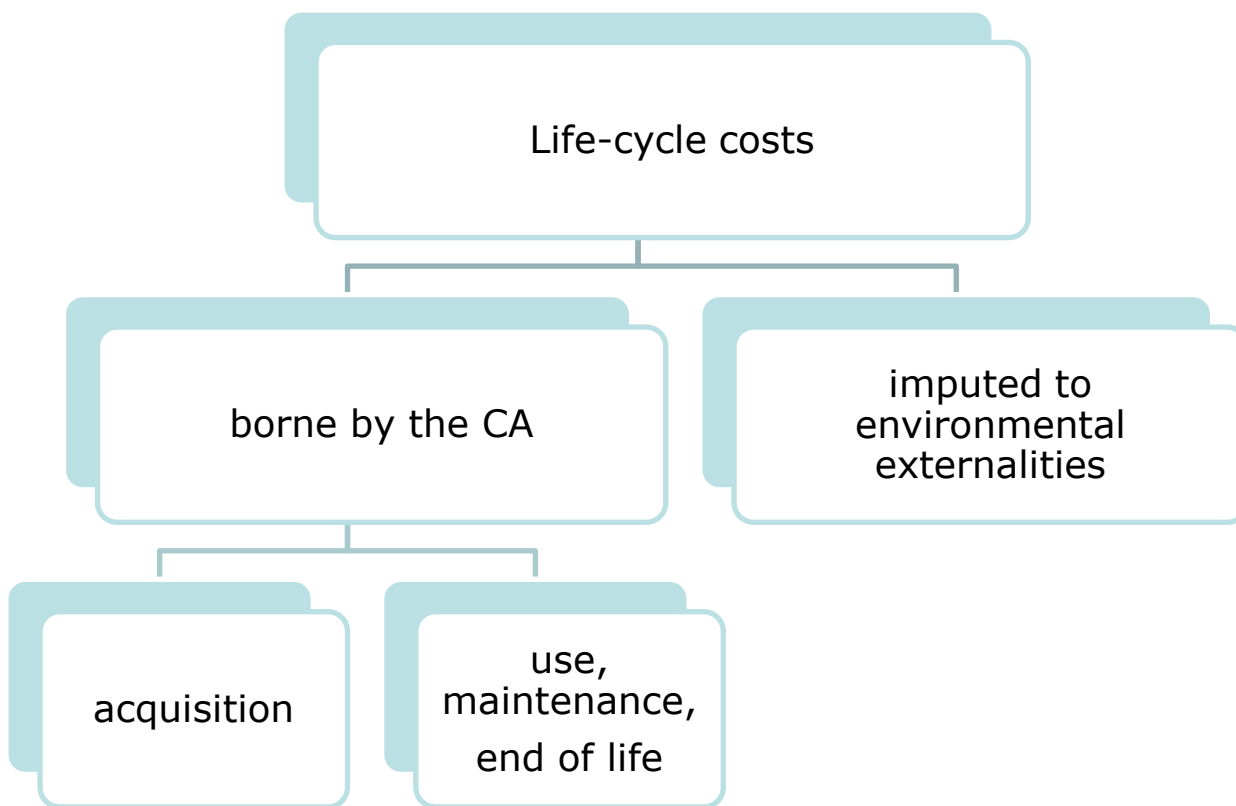 Life-cycle costs
borne by the CA
imputed to
environmental
externalities
acquisition
use,
maintenance,
end of life